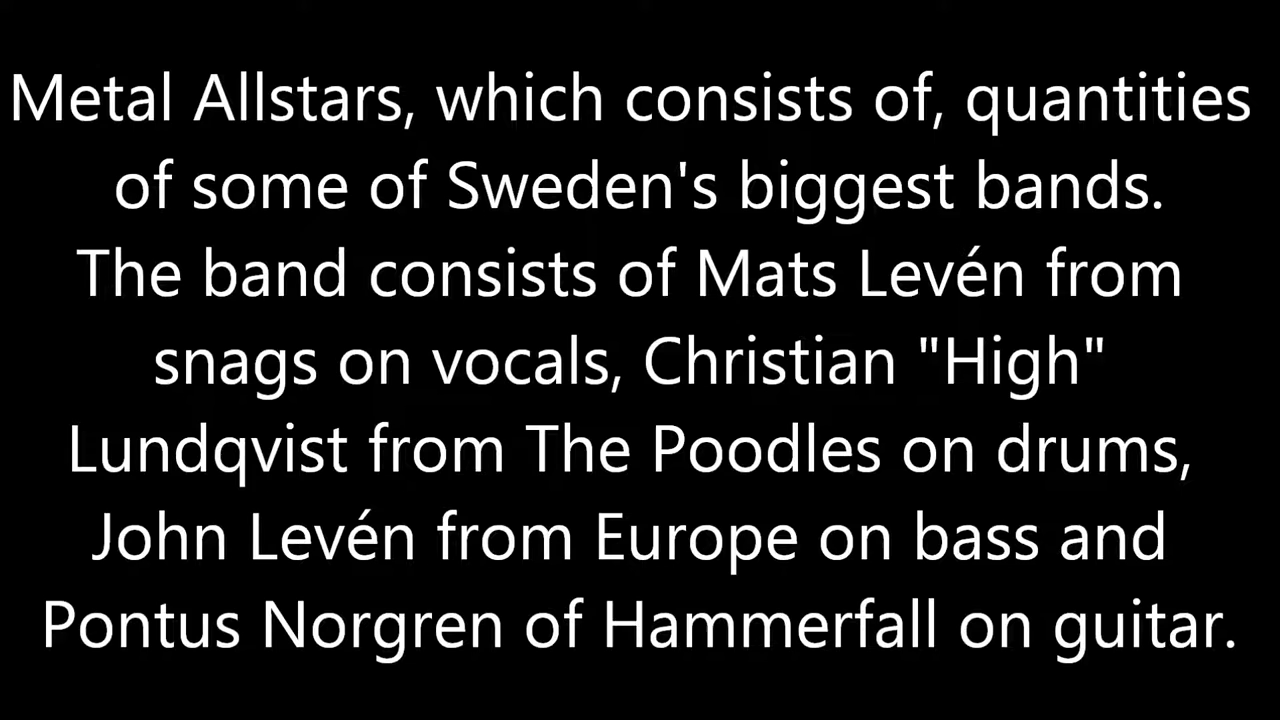 Metal Allstars, which consists of, quantities
of some of Sweden's biggest bands.
The band consists of Mats Levén from
snags on vocals, Christian "High"
Lundqvist from The Poodles on drums,
John Levén from Europe on bass and
Pontus Norgren of Hammerfall on guitar.